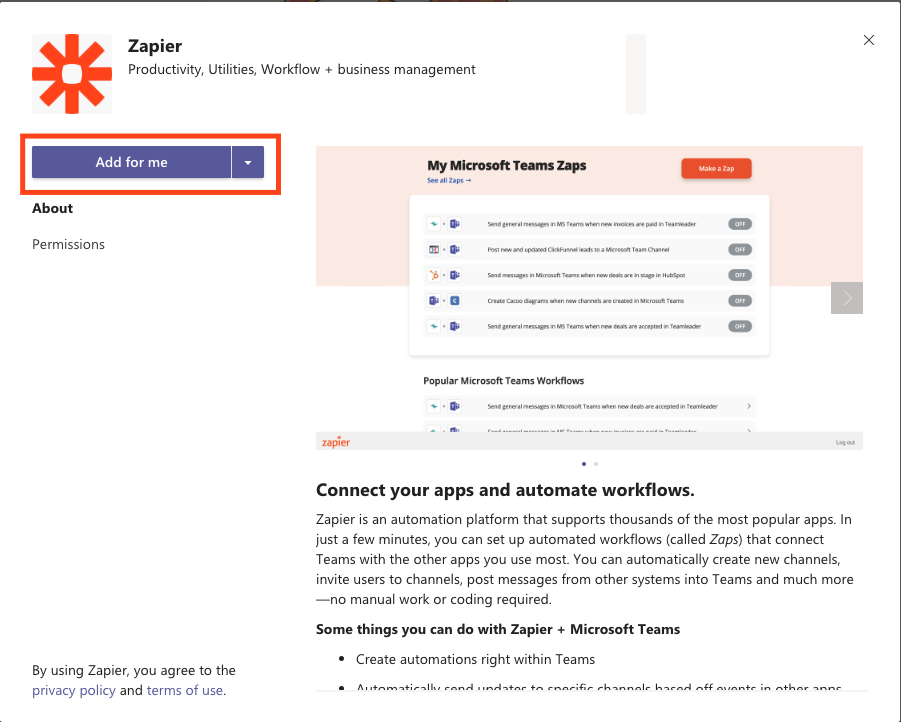 Zapier
Productivity, Utilities, Workflow + business management
Add for me
About
Permissions
My Microsoft Teams Zaps
See all Zaps →
Make a Zap
Send general messages in MS Teams when new invoices are paid in Teamleader
OFF
Post new and updated ClickFunnel leads to a Microsoft Team Channel
OFF
Send messages in Microsoft Teams when new deals are in stage in HubSpot
OFF
Create Cacoo diagrams when new channels are created in Microsoft Teams
OFF
Send general messages in MS Teams when new deals are accepted in Teamleader
OFF
Popular Microsoft Teams Workflows
Send general messages in Microsoft Teams when new deals are accepted in Teamleader
Send general messages in Microsoft Teams when new invoices are paid in Teamleader
zapier
Log out
Connect your apps and automate workflows.
Zapier is an automation platform that supports thousands of the most popular apps. In
just a few minutes, you can set up automated workflows (called Zaps) that connect
Teams with the other apps you use most. You can automatically create new channels,
invite users to channels, post messages from other systems into Teams and much more
—no manual work or coding required.
Some things you can do with Zapier + Microsoft Teams
• Create automations right within Teams
• Automatically send updates to specific channels based off events in other apps
By using Zapier, you agree to the
privacy policy and terms of use.